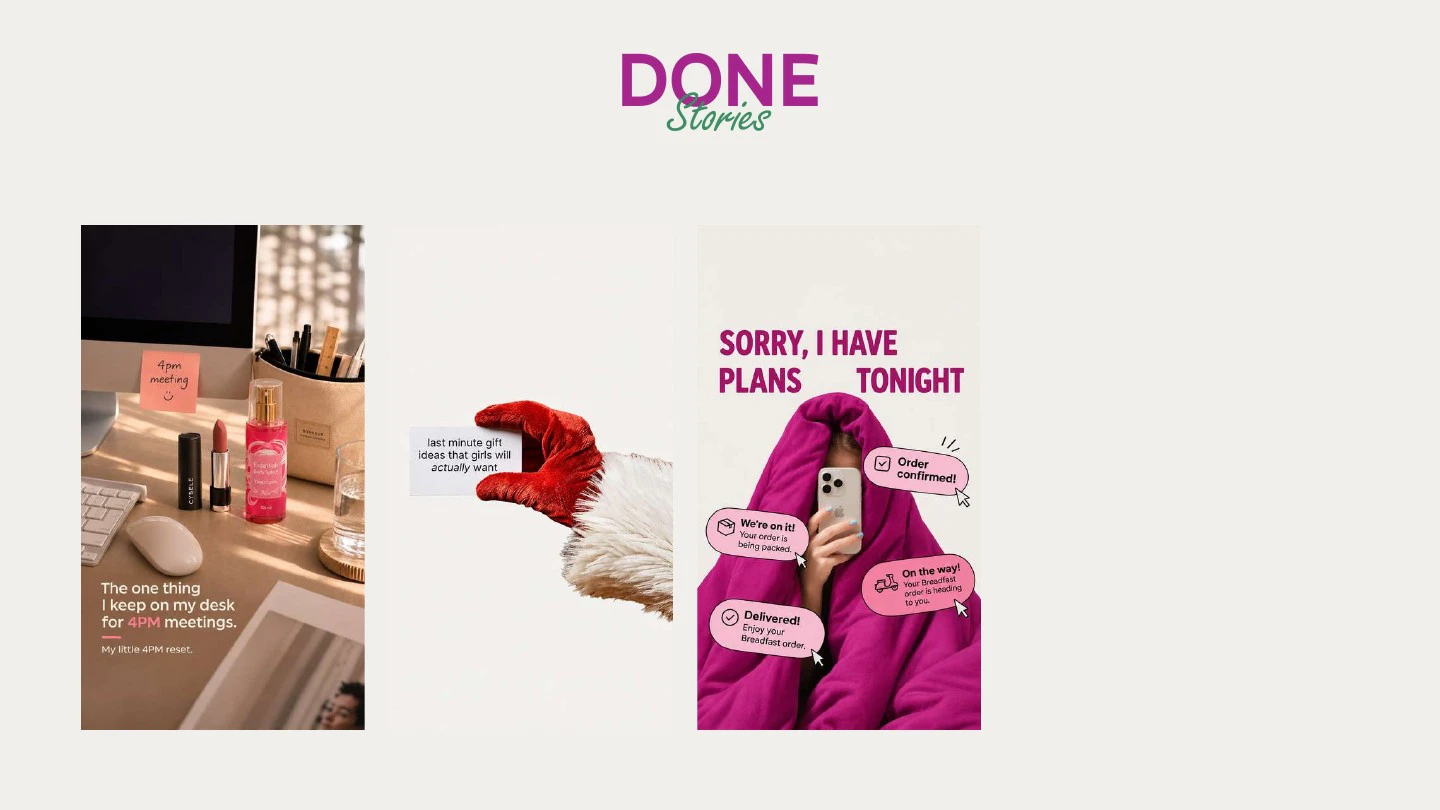 DONE
Stories
4pm
meeting
CYBELE
The one thing
I keep on my desk
for 4PM meetings.
My little 4PM reset.
last minute gift
ideas that girls will
actually want
SORRY, I HAVE
PLANS TONIGHT
Order
confirmed!
We're on it!
Your order is
being packed.
On the way!
Your Breadfast
order is heading
to you.
Delivered!
Enjoy your
Breadfast order.